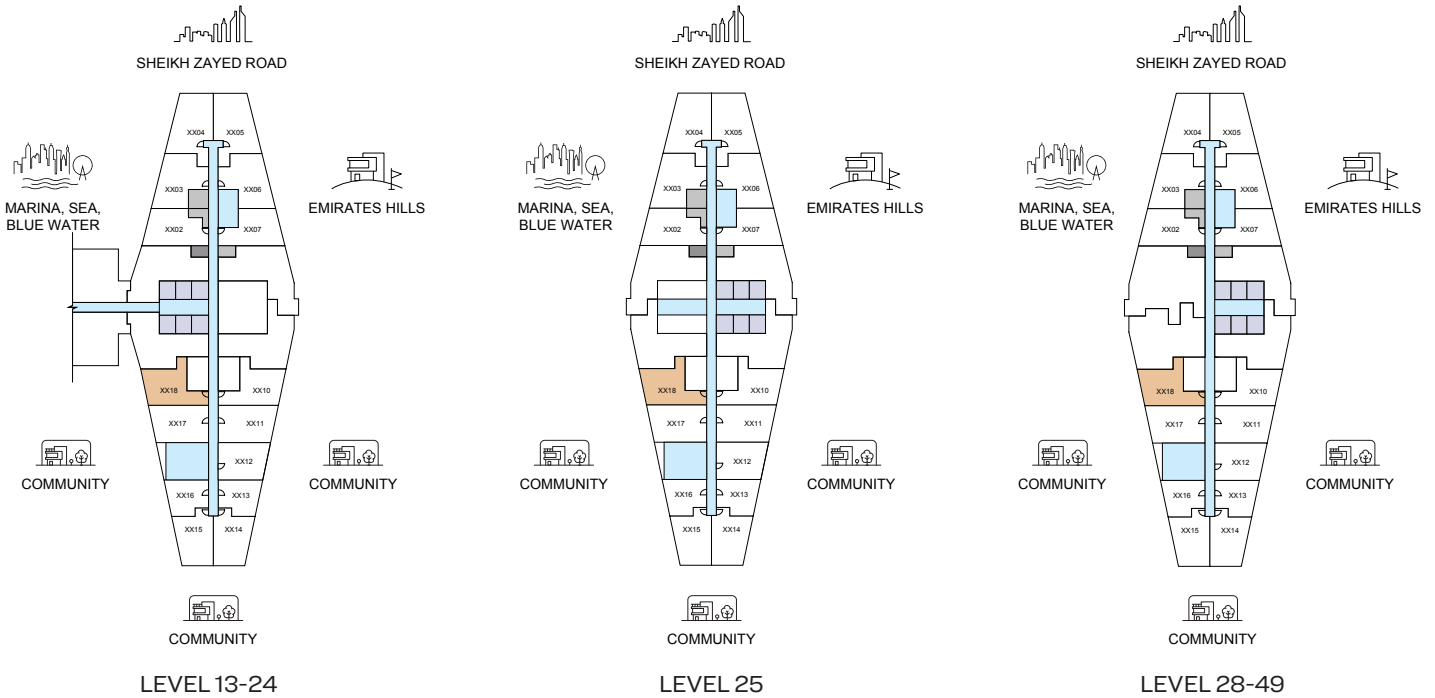 SHEIKH ZAYED ROAD
XX04 XX05
MARINA, SEA,
BLUE WATER
XX03 XX06
EMIRATES HILLS
XX02 XX07
XX18 XX10
XX17 XX11
XX12
COMMUNITY
COMMUNITY
XX16 XX13
XX15 XX14
COMMUNITY
LEVEL 13-24
SHEIKH ZAYED ROAD
XX04 XX05
MARINA, SEA,
BLUE WATER
XX03 XX06
EMIRATES HILLS
XX02 XX07
XX18 XX10
XX17 XX11
XX12
COMMUNITY
COMMUNITY
XX16 XX13
XX15 XX14
COMMUNITY
LEVEL 25
SHEIKH ZAYED ROAD
XX04 XX05
MARINA, SEA,
BLUE WATER
XX03 XX06
EMIRATES HILLS
XX02 XX07
XX18 XX10
XX17 XX11
XX12
COMMUNITY
COMMUNITY
XX16 XX13
XX15 XX14
COMMUNITY
LEVEL 28-49